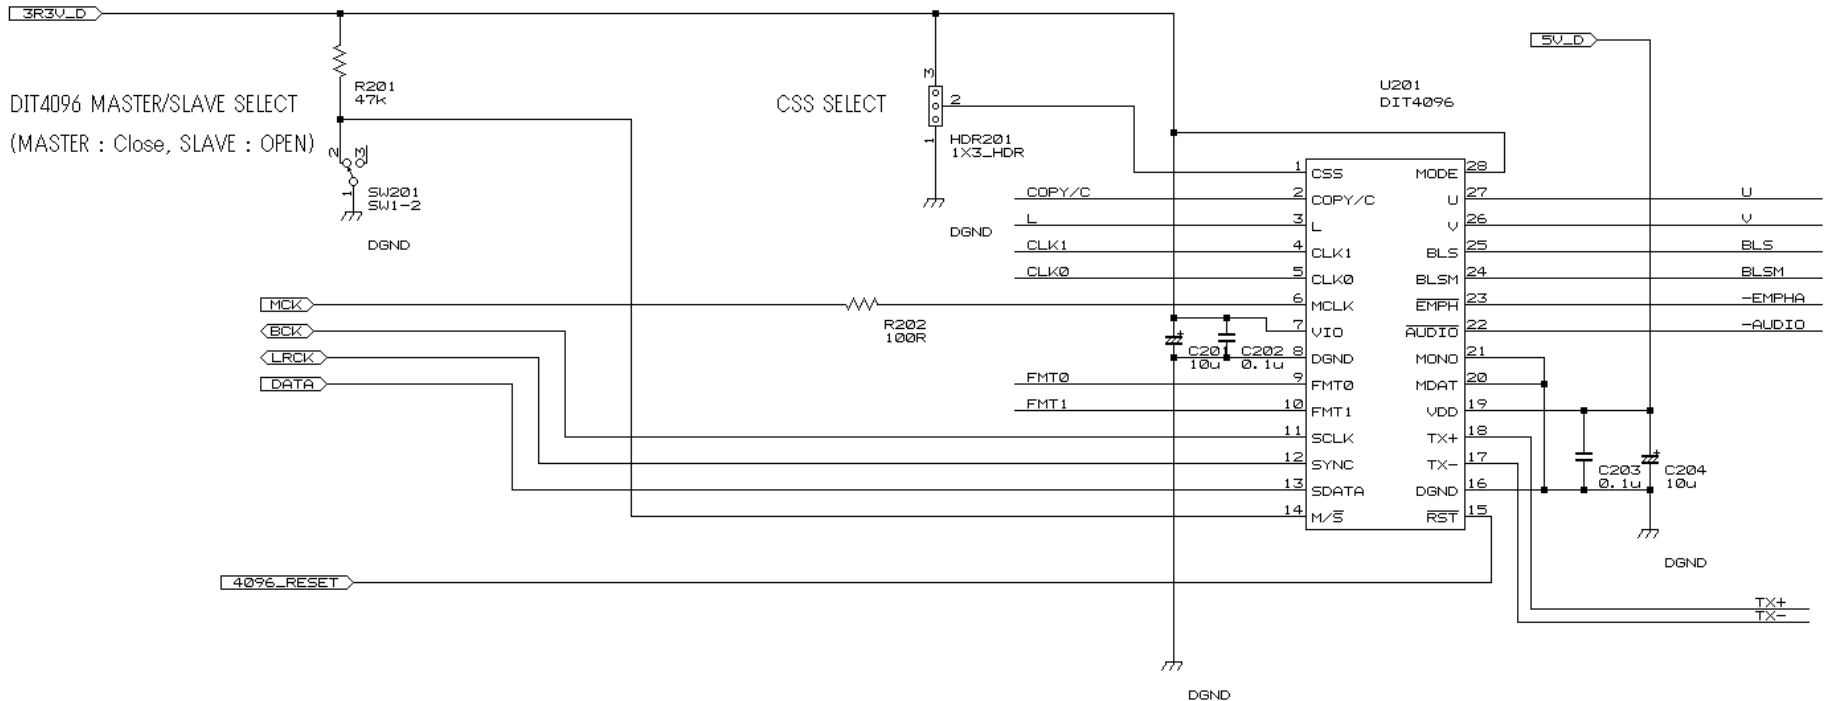 3R3V_D
5V_D
R201
47k
DIT4096 MASTER/SLAVE SELECT
(MASTER : Close, SLAVE : OPEN)
2
3
1
SW201
SW1-2
DGND
CSS SELECT
3
2
1
HDR201
1X3_HDR
DGND
U201
DIT4096
1 CSS
MODE 28
COPY/C 2 COPY/C
U 27 U
L 3 L
V 26 V
CLK1 4 CLK1
BLS 25 BLS
CLK0 5 CLK0
BLSM 24 BLSM
MCK
R202
100R
6 MCLK
EMPH 23 -EMPHA
BCK
7 VIO
AUDIO 22 -AUDIO
LRCK
C201
10u
C202
0.1u
8 DGND
MONO 21
DATA
FMT0 9 FMT0
MDAT 20
FMT1 10 FMT1
VDD 19
11 SCLK
TX+ 18
12 SYNC
TX- 17
C203
0.1u
C204
10u
13 SDATA
DGND 16
14 M/S
RST 15
DGND
4096_RESET
TX+
TX-
DGND